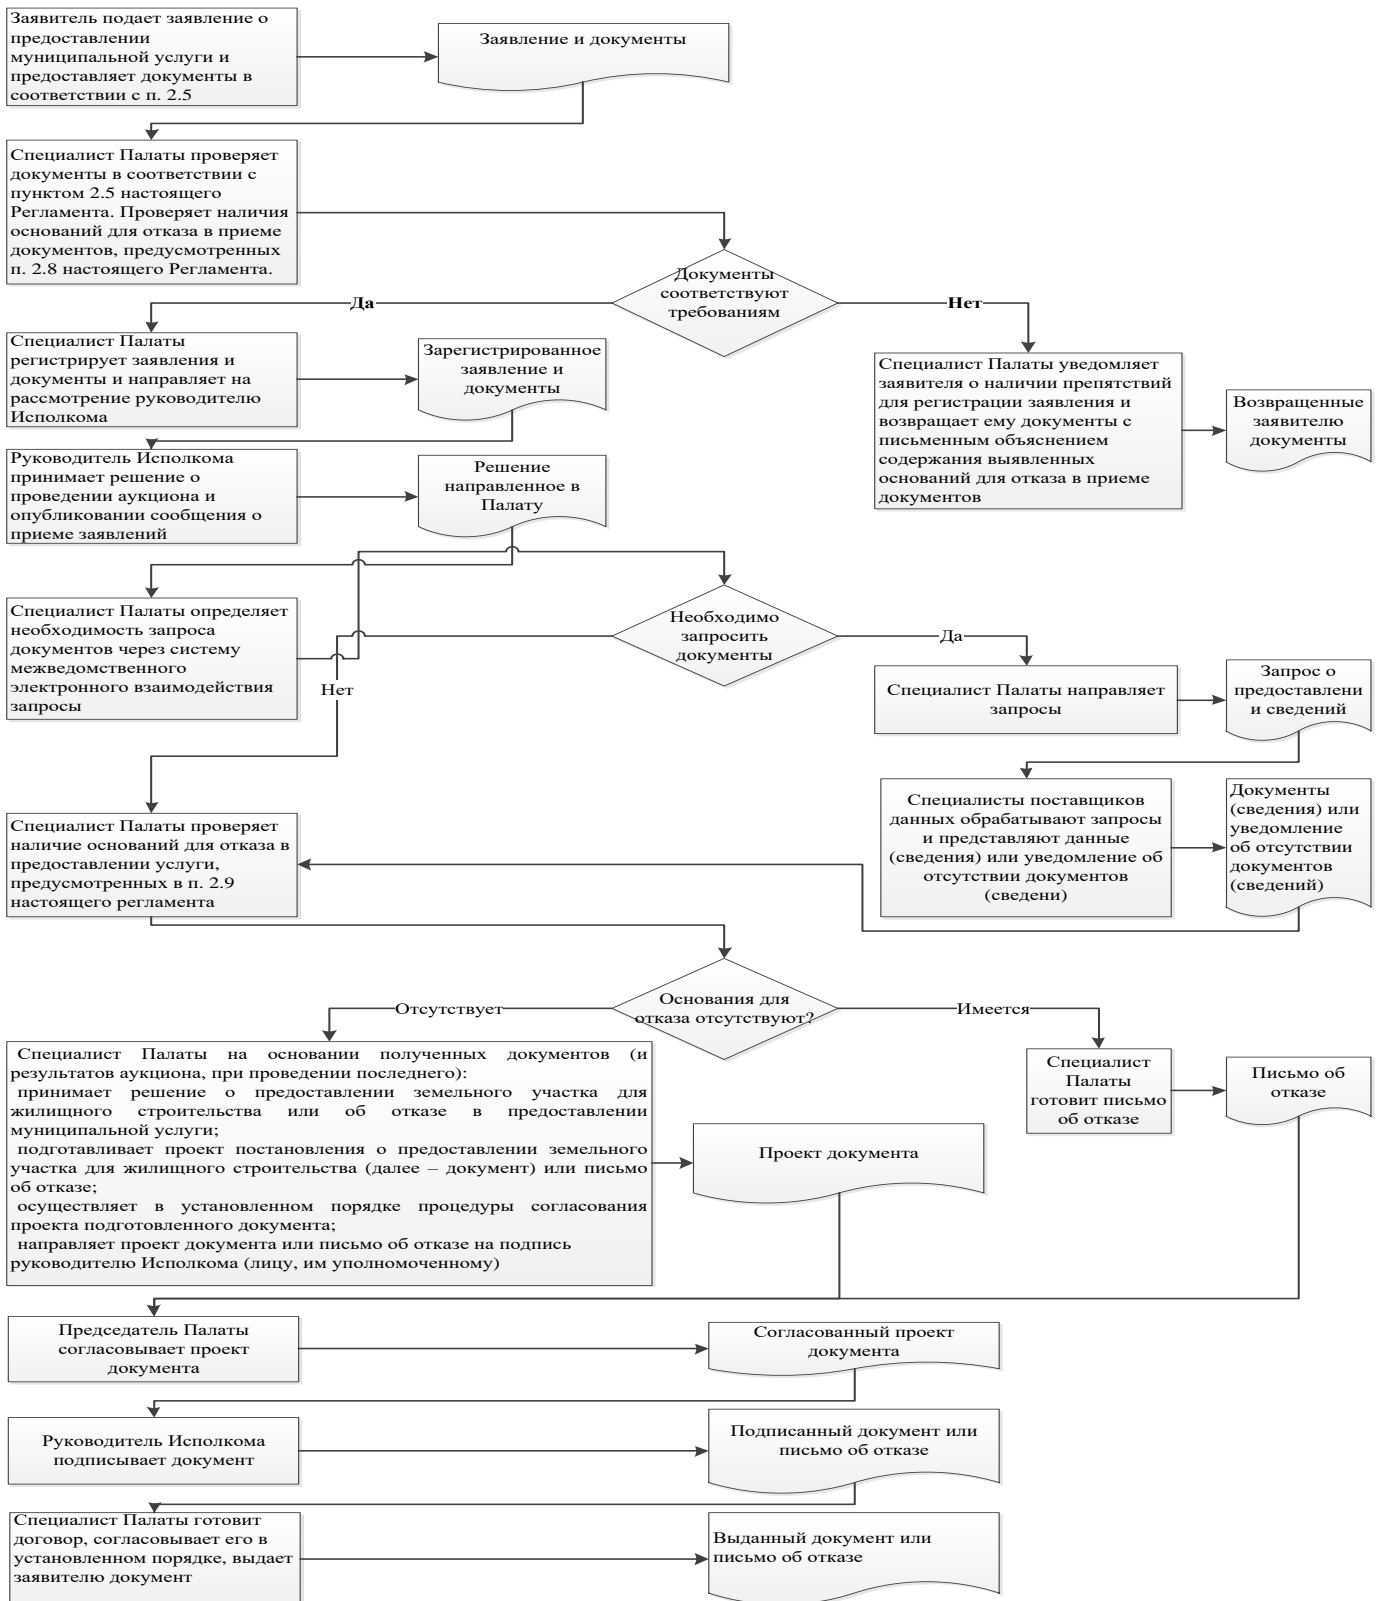 Заявитель подает заявление о
предоставлении
муниципальной услуги и
предоставляет документы в
соответствии с п. 2.5
Заявление и документы
Специалист Палаты проверяет
документы в соответствии с
пунктом 2.5 настоящего
Регламента. Проверяет наличия
оснований для отказа в приеме
документов, предусмотренных
п. 2.8 настоящего Регламента.
Документы
соответствуют
требованиям
Да
Нет
Специалист Палаты
регистрирует заявления и
документы и направляет на
рассмотрение руководителю
Исполкома
Зарегистрированное
заявление и
документы
Специалист Палаты уведомляет
заявителя о наличии препятствий
для регистрации заявления и
возвращает ему документы с
письменным объяснением
содержания выявленных
оснований для отказа в приеме
документов
Возвращенные
заявителю
документы
Руководитель Исполкома
принимает решение о
проведении аукциона и
опубликовании сообщения о
приеме заявлений
Решение
направленное в
Палату
Специалист Палаты определяет
необходимость запроса
документов через систему
межведомственного
электронного взаимодействия
запросы
Необходимо
запросить
документы
Да
Нет
Специалист Палаты направляет
запросы
Запрос о
предоставлени
и сведений
Специалисты поставщиков
данных обрабатывают запросы
и представляют данные
(сведения) или уведомление об
отсутствии документов
(сведени)
Документы
(сведения) или
уведомление
об отсутствии
документов
(сведений)
Специалист Палаты проверяет
наличие оснований для отказа в
предоставлении услуги,
предусмотренных в п. 2.9
настоящего регламента
Основания для
отказа отсутствуют?
Отсутствует
Имеется
Специалист Палаты на основании полученных документов (и
результатов аукциона, при проведении последнего):
принимает решение о предоставлении земельного участка для
жилищного строительства или об отказе в предоставлении
муниципальной услуги;
подготавливает проект постановления о предоставлении земельного
участка для жилищного строительства (далее – документ) или письмо
об отказе;
осуществляет в установленном порядке процедуры согласования
проекта подготовленного документа;
направляет проект документа или письмо об отказе на подпись
руководителю Исполкома (лицу, им уполномоченному)
Проект документа
Специалист
Палаты
готовит письмо
об отказе
Письмо об
отказе
Председатель Палаты
согласовывает проект
документа
Согласованный проект
документа
Руководитель Исполкома
подписывает документ
Подписанный документ или
письмо об отказе
Специалист Палаты готовит
договор, согласовывает его в
установленном порядке, выдает
заявителю документ
Выданный документ или
письмо об отказе